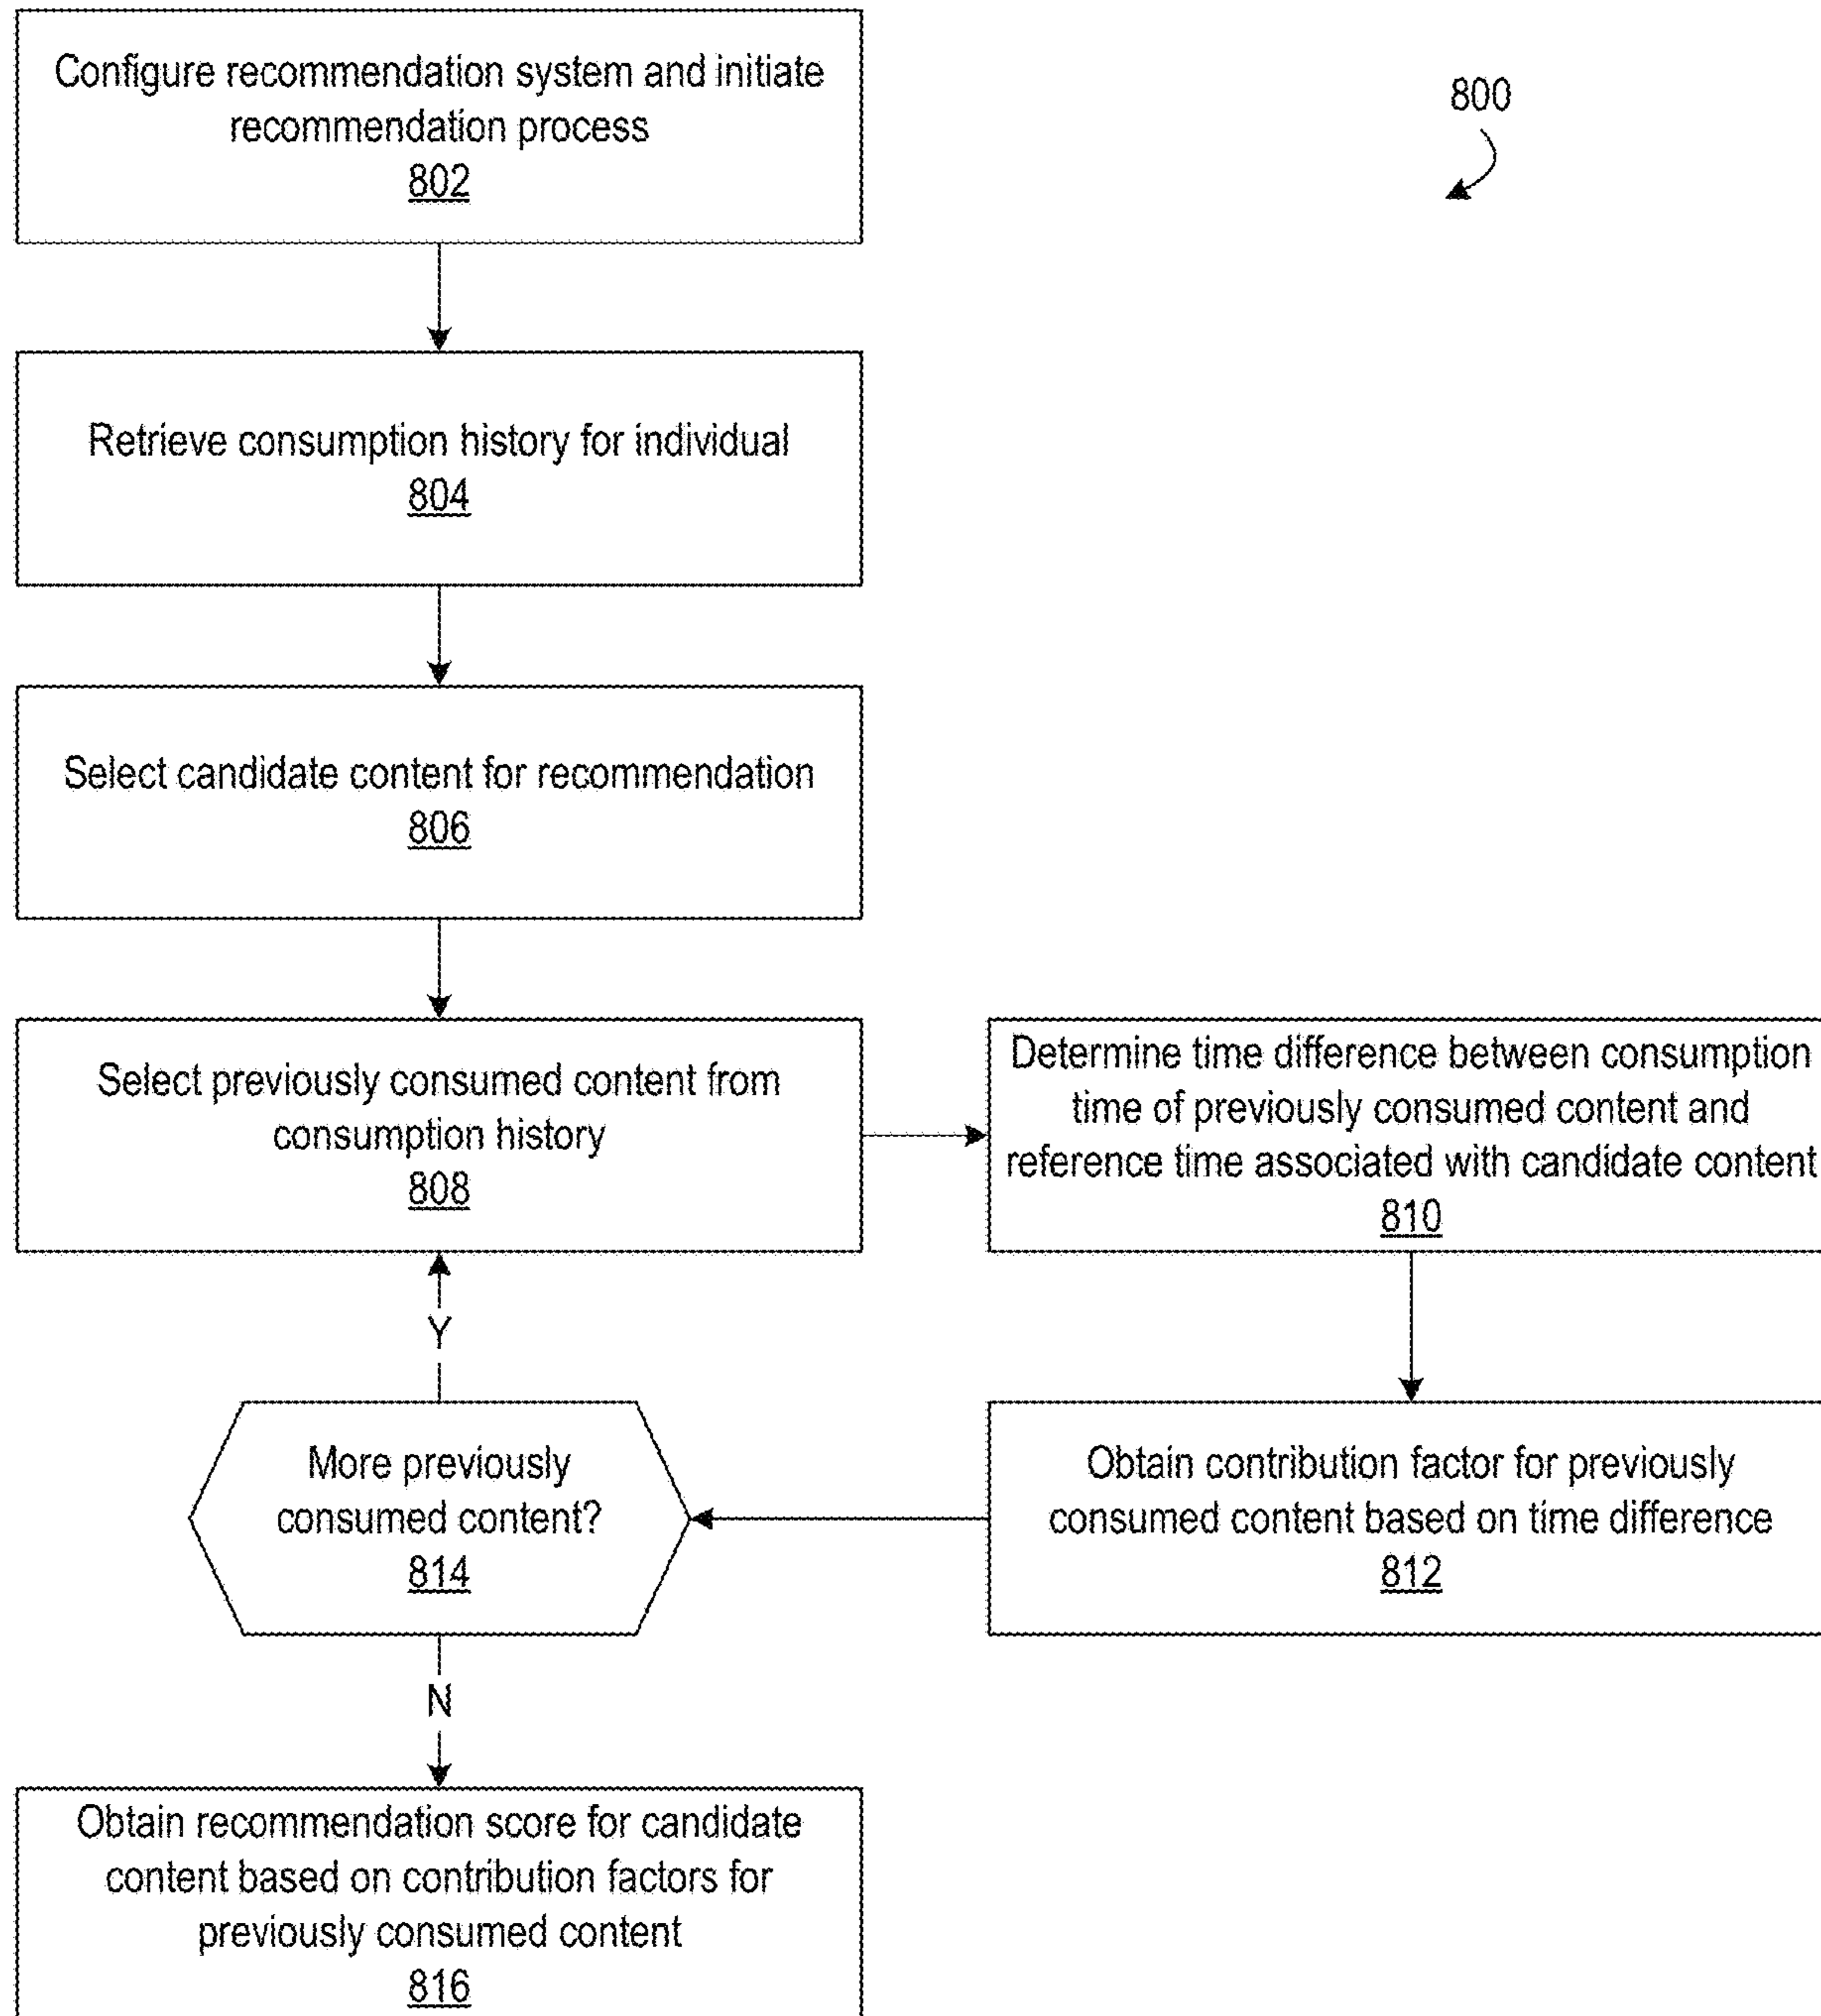 Configure recommendation system and initiate
recommendation process
802
800
Retrieve consumption history for individual
804
Select candidate content for recommendation
806
Select previously consumed content from
consumption history
808
Determine time difference between consumption
time of previously consumed content and
reference time associated with candidate content
810
Y
More previously
consumed content?
814
Obtain contribution factor for previously
consumed content based on time difference
812
N
Obtain recommendation score for candidate
content based on contribution factors for
previously consumed content
816